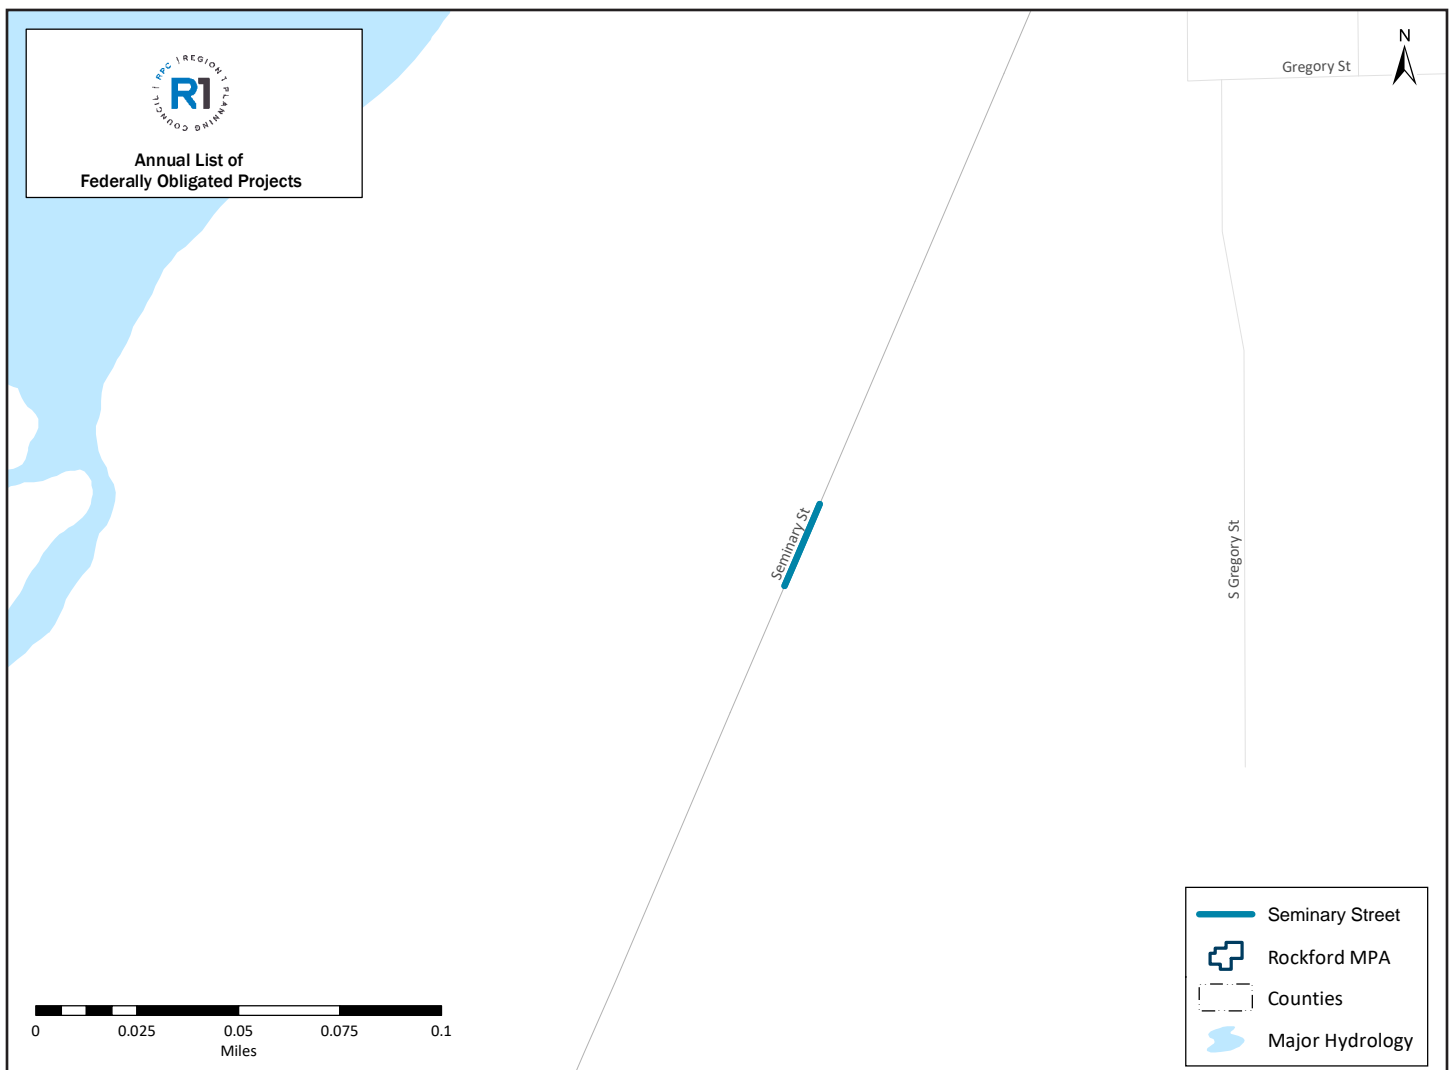 RPC | REGION 1 PLANNING COUNCIL |
R1
Annual List of
Federally Obligated Projects
N
Gregory St
Seminary St
S Gregory St
0 0.025 0.05 0.075 0.1
Miles
Seminary Street
Rockford MPA
Counties
Major Hydrology